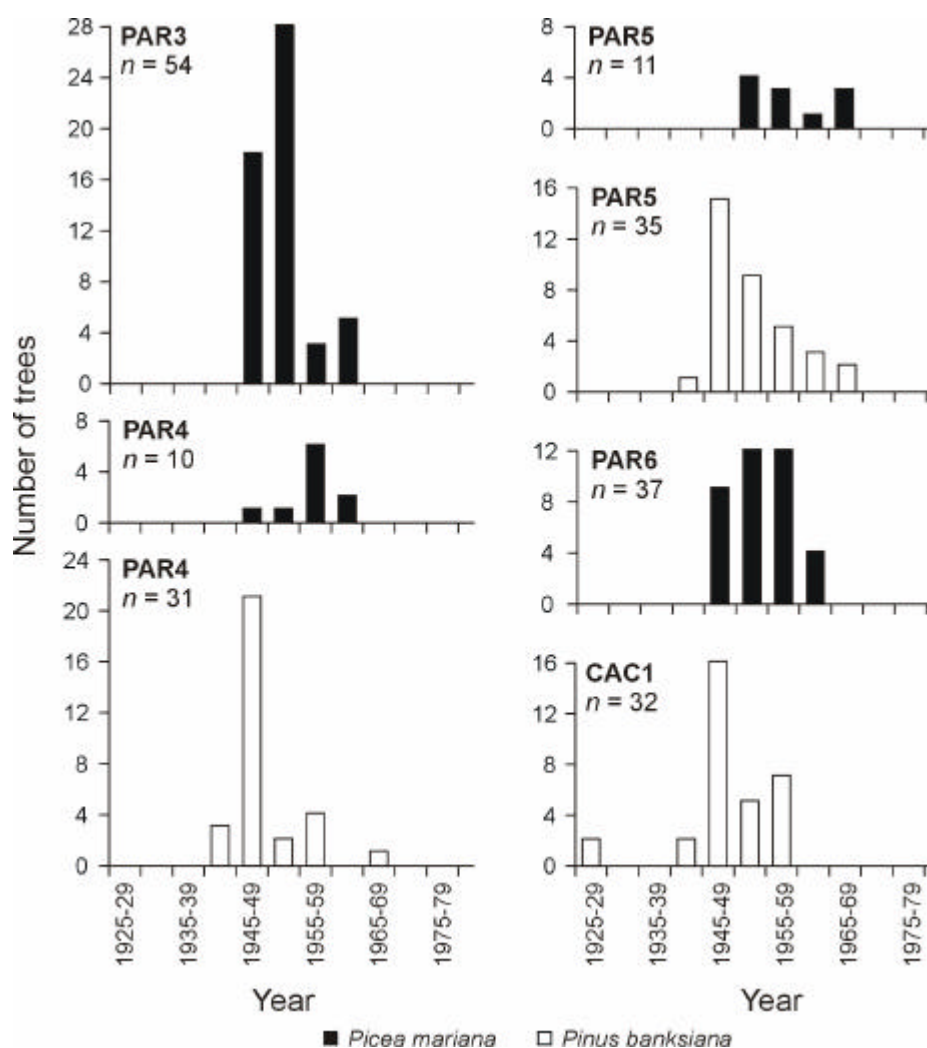 Number of trees
PAR3
n = 54
28
24
20
16
12
8
4
0
PAR4
n = 10
8
4
0
PAR4
n = 31
24
20
16
12
8
4
0
1925-29
1935-39
1945-49
1955-59
1965-69
1975-79
Year
PAR5
n = 11
8
4
0
PAR5
n = 35
16
12
8
4
0
PAR6
n = 37
12
8
4
0
CAC1
n = 32
16
12
8
4
0
1925-29
1935-39
1945-49
1955-59
1965-69
1975-79
Year
Picea mariana
Pinus banksiana